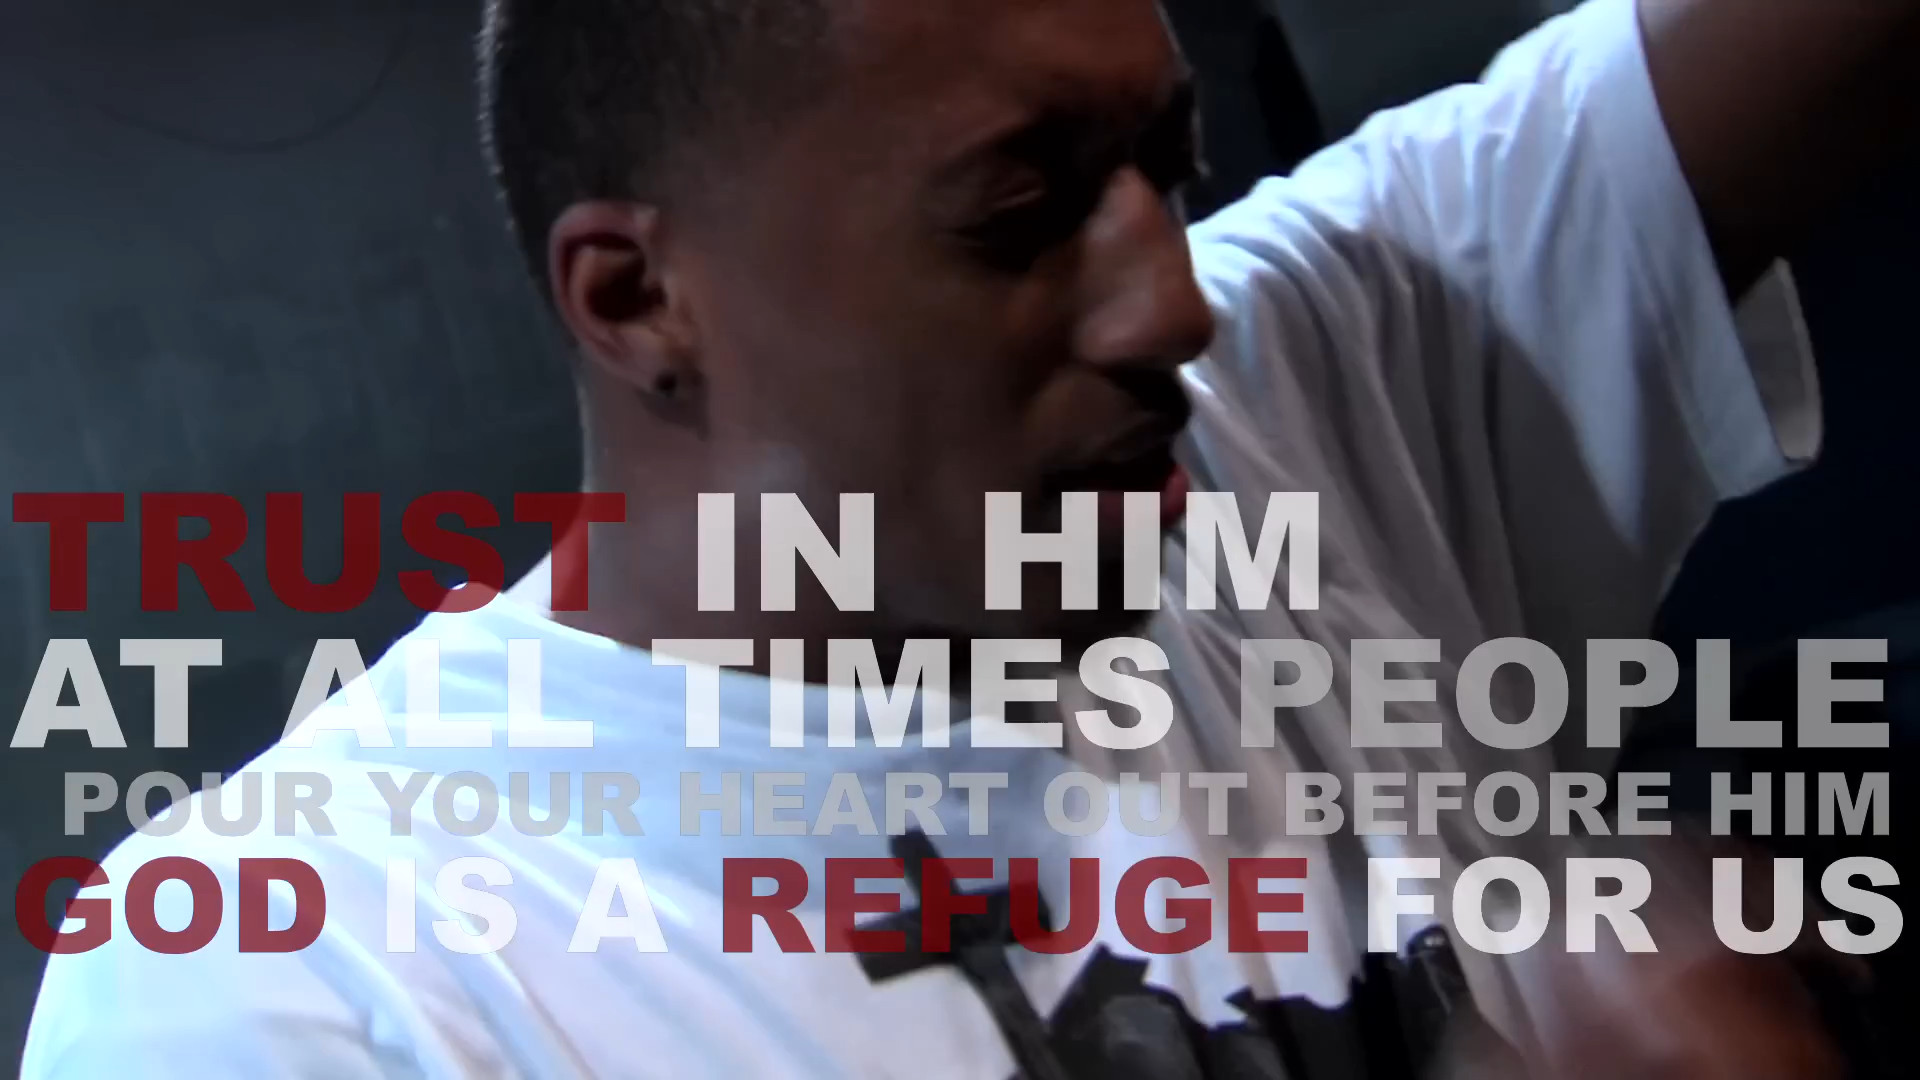 TRUST IN HIM
AT ALL TIMES PEOPLE
POUR YOUR HEART OUT BEFORE HIM
GOD IS A REFUGE FOR US